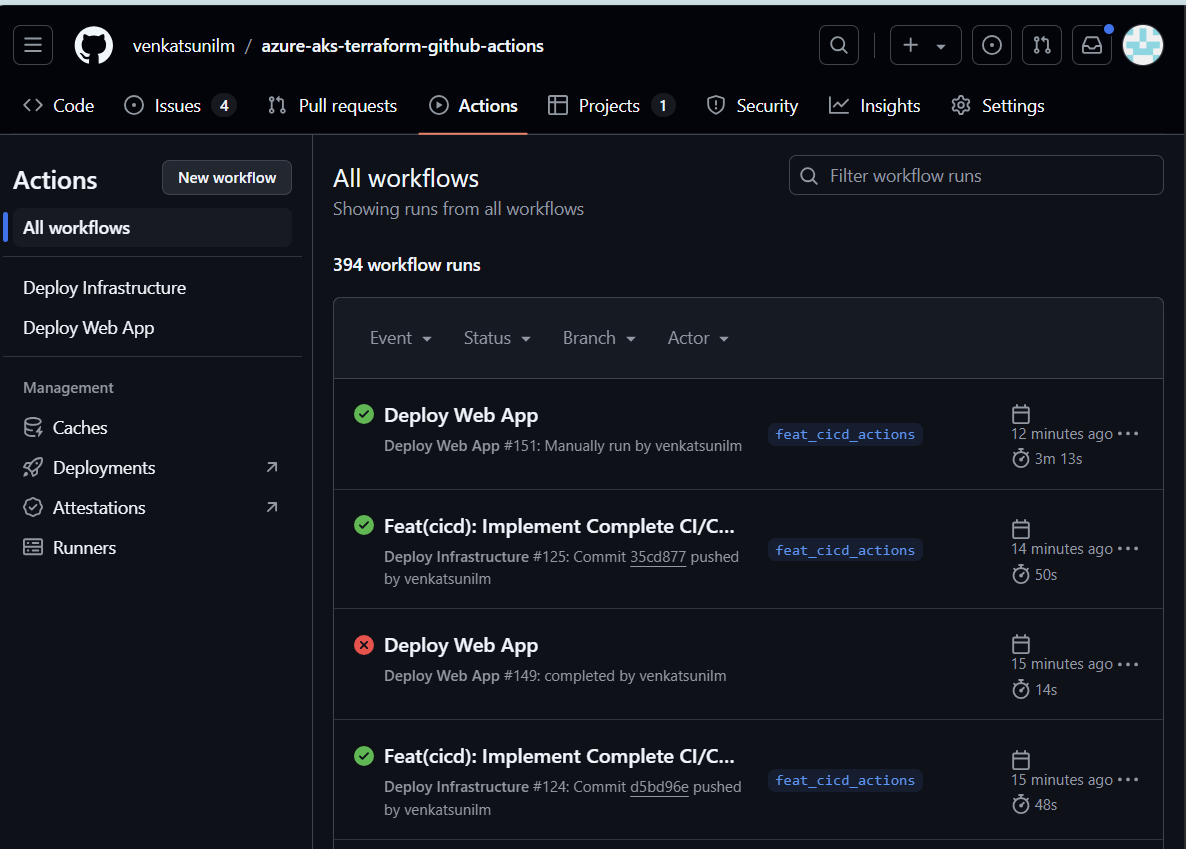 venkatsunilm / azure-aks-terraform-github-actions
Code
Issues 4
Pull requests
Actions
Projects 1
Security
Insights
Settings
Actions
New workflow
All workflows
Deploy Infrastructure
Deploy Web App
Management
Caches
Deployments
Attestations
Runners
All workflows
Showing runs from all workflows
Filter workflow runs
394 workflow runs
Event
Status
Branch
Actor
Deploy Web App
Deploy Web App #151: Manually run by venkatsunilm
feat_cicd_actions
12 minutes ago
3m 13s
Feat(cicd): Implement Complete CI/C...
Deploy Infrastructure #125: Commit 35cd877 pushed
by venkatsunilm
feat_cicd_actions
14 minutes ago
50s
Deploy Web App
Deploy Web App #149: completed by venkatsunilm
15 minutes ago
14s
Feat(cicd): Implement Complete CI/C...
Deploy Infrastructure #124: Commit d5bd96e pushed
by venkatsunilm
feat_cicd_actions
15 minutes ago
48s